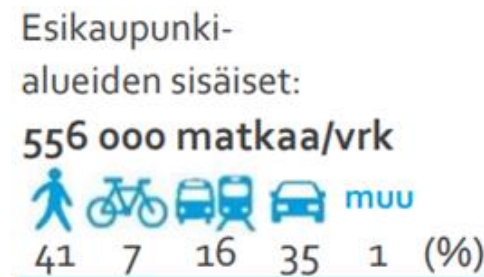 Esikaupunki-
alueiden sisäiset:
556 000 matkaa/vrk
muu
41 7 16 35 1 (%)